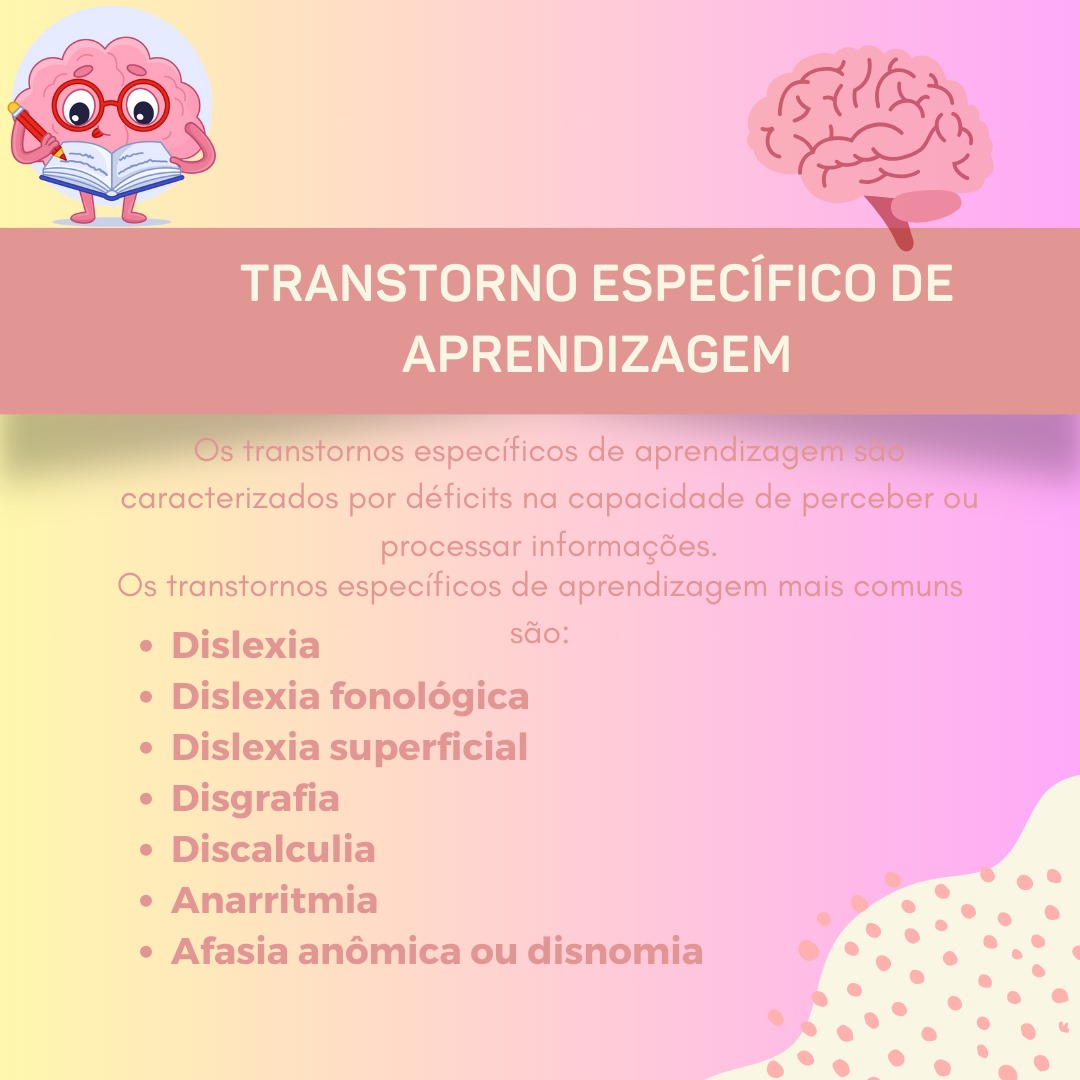 TRANSTORNO ESPECÍFICO DE
APRENDIZAGEM
Os transtornos específicos de aprendizagem são
caracterizados por déficits na capacidade de perceber ou
processar informações.
Os transtornos específicos de aprendizagem mais comuns
são:
• Dislexia
• Dislexia fonológica
• Dislexia superficial
• Disgrafia
• Discalculia
• Anarritmia
• Afasia anômica ou disnomia